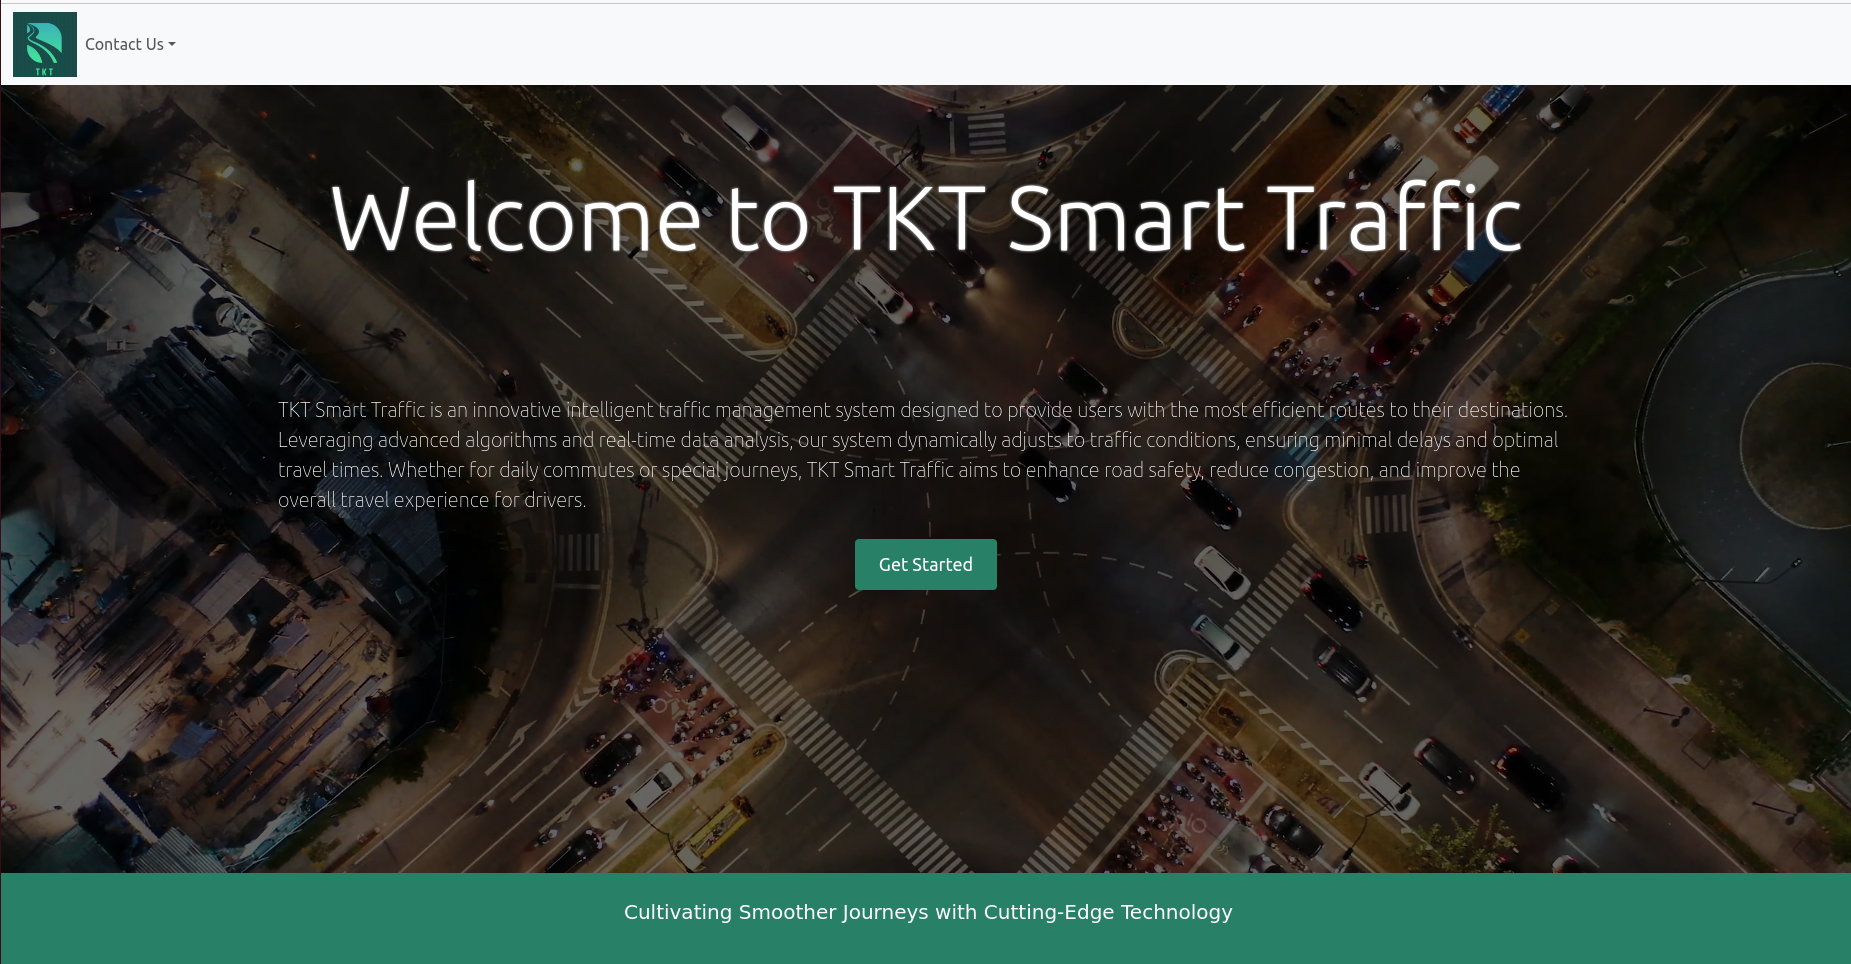 TKT
Contact Us
Welcome to TKT Smart Traffic
TKT Smart Traffic is an innovative intelligent traffic management system designed to provide users with the most efficient routes to their destinations.
Leveraging advanced algorithms and real-time data analysis, our system dynamically adjusts to traffic conditions, ensuring minimal delays and optimal
travel times. Whether for daily commutes or special journeys, TKT Smart Traffic aims to enhance road safety, reduce congestion, and improve the
overall travel experience for drivers.
Get Started
Cultivating Smoother Journeys with Cutting-Edge Technology